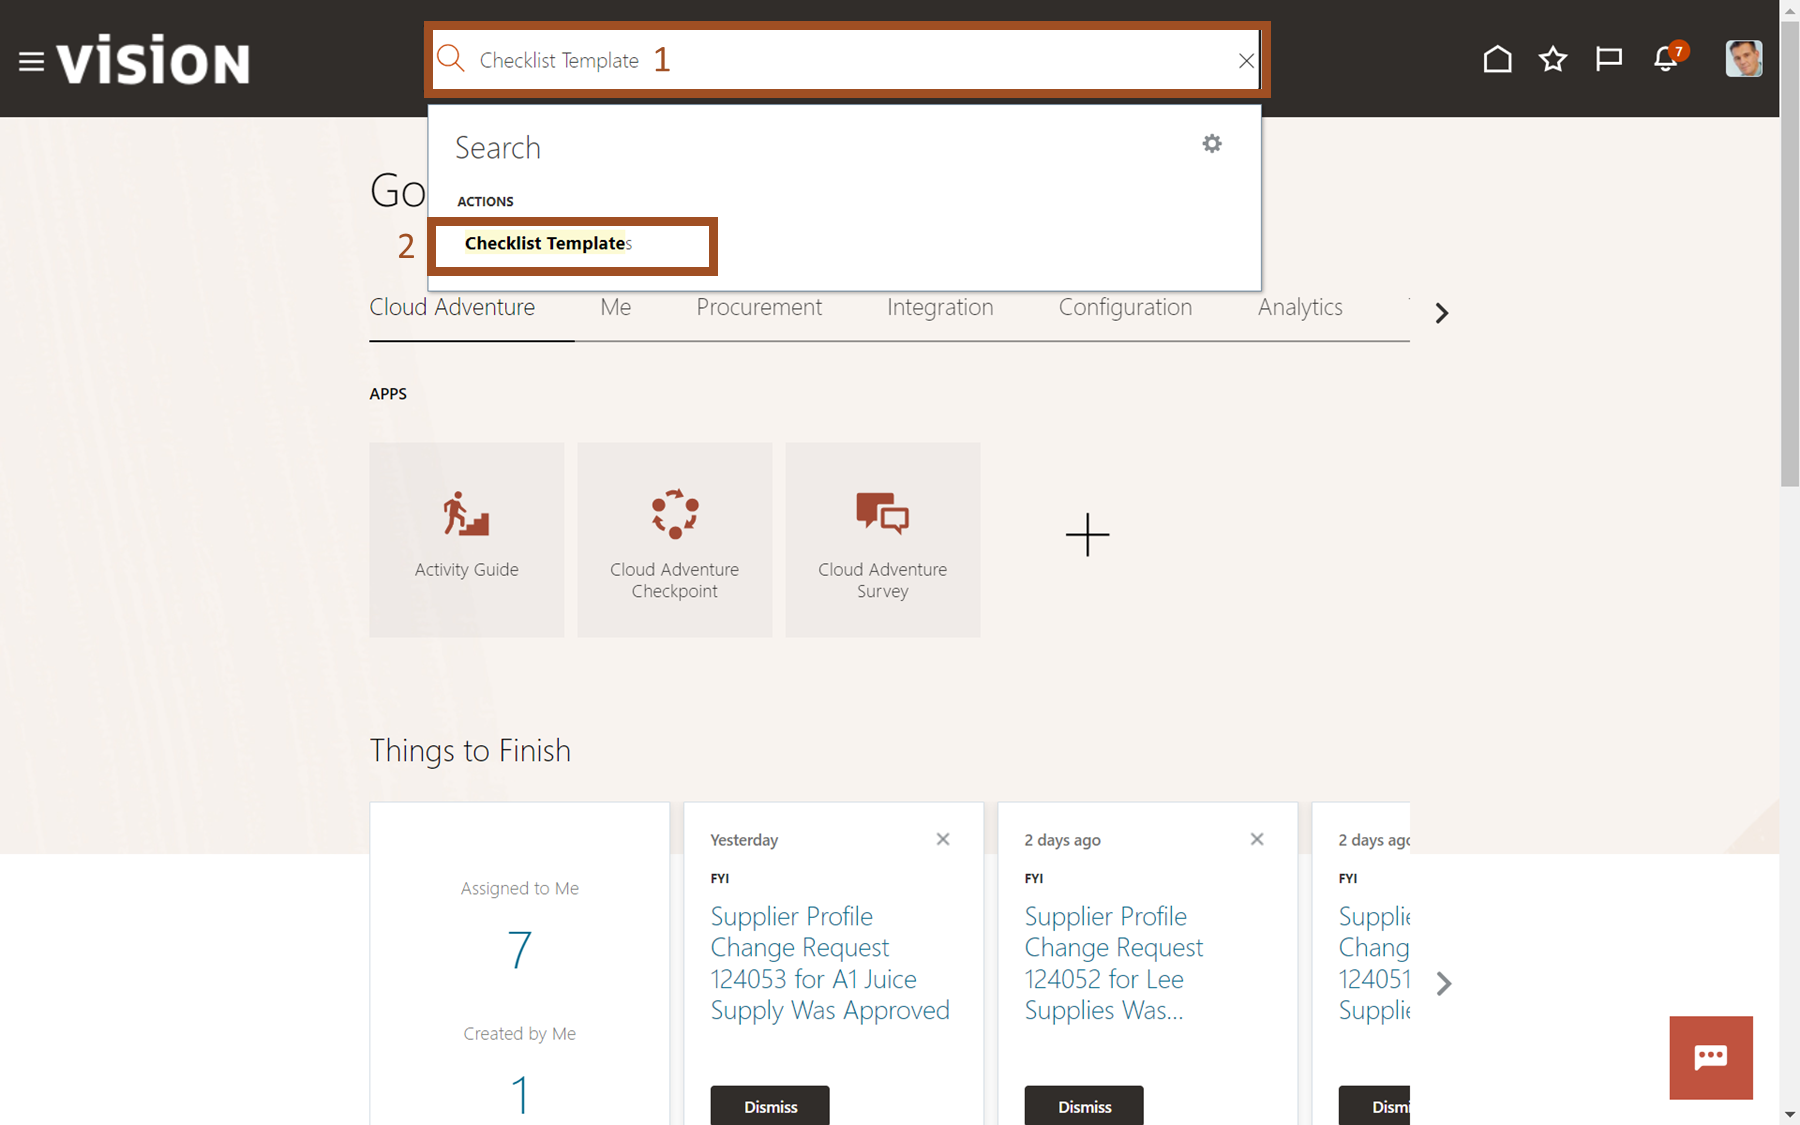 vision
Checklist Template 1
7
Search
ACTIONS
Go
2 Checklist Templates
Cloud Adventure Me Procurement Integration Configuration Analytics
APPS
Activity Guide
Cloud Adventure
Checkpoint
Cloud Adventure
Survey
Things to Finish
Assigned to Me
7
Created by Me
1
Yesterday
FYI
Supplier Profile
Change Request
124053 for A1 Juice
Supply Was Approved
Dismiss
2 days ago
FYI
Supplier Profile
Change Request
124052 for Lee
Supplies Was...
Dismiss
2 days ago
FYI
Supplie
Chang
124051
Supplie
Dismi